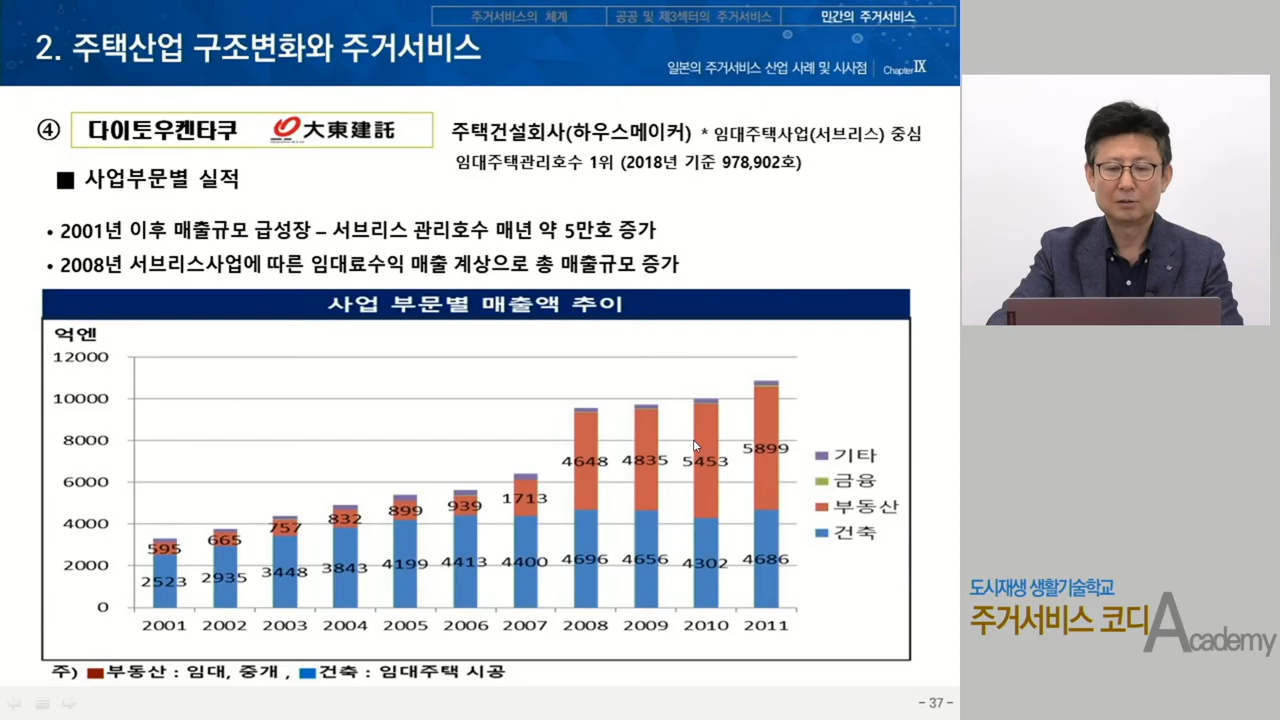 주거서비스의 체계
공공 및 제3섹터의 주거서비스
민간의 주거서비스
2. 주택산업 구조변화와 주거서비스
일본의 주거서비스 산업 사례 및 시사점 Chapter Ⅸ
④ 다이토우켄타쿠 大東建託 주택건설회사(하우스메이커) * 임대주택사업(서브리스) 중심
임대주택관리호수 1위 (2018년 기준 978,902호)
■ 사업부문별 실적
• 2001년 이후 매출규모 급성장 – 서브리스 관리호수 매년 약 5만호 증가
• 2008년 서브리스사업에 따른 임대료수익 매출 계상으로 총 매출규모 증가
사업 부문별 매출액 추이
억엔
12000
10000
8000
6000
4000
2000
0
595 665 757 832 899 939 1713 4648 4835 5453 5899
2523 2935 3448 3843 4199 4413 4400 4696 4656 4302 4686
2001 2002 2003 2004 2005 2006 2007 2008 2009 2010 2011
기타
금융
부동산
건축
주) 부동산 : 임대, 중개 , 건축 : 임대주택 시공
- 37 -
도시재생 생활기술학교
주거서비스 코디
Academy